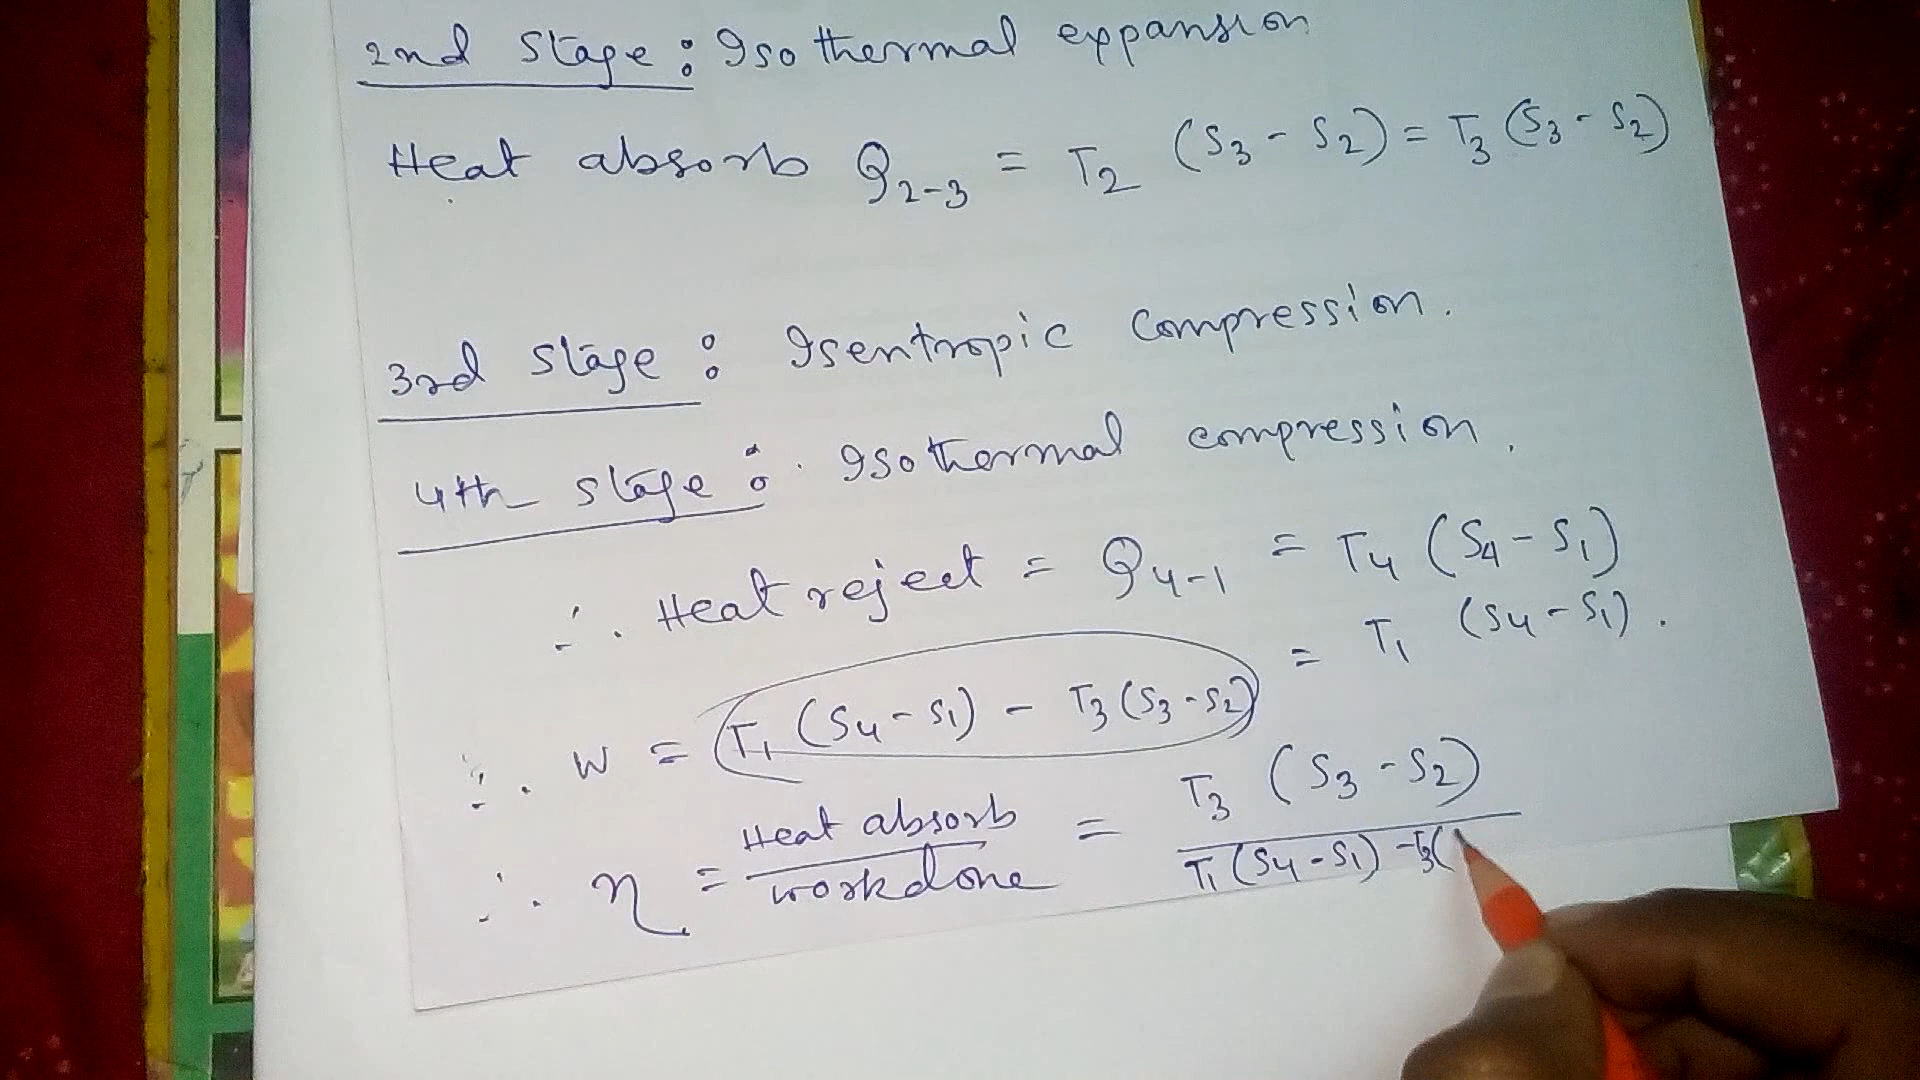 2nd Stage : Isothermal expansion
Heat absorb Q2-3 = T2 (S3 - S2) = T3 (S3 - S2)
3rd Stage : Isentropic Compression.
4th stage : Isothermal compression.
∴ Heat reject = Q4-1 = T4 (S4 - S1)
= T1 (S4 - S1).
∴ W = (T1 (S4 - S1) - T3 (S3 - S2)
∴ η = Heat absorb / workdone = T3 (S3 - S2) / T1 (S4 - S1) - T3 (